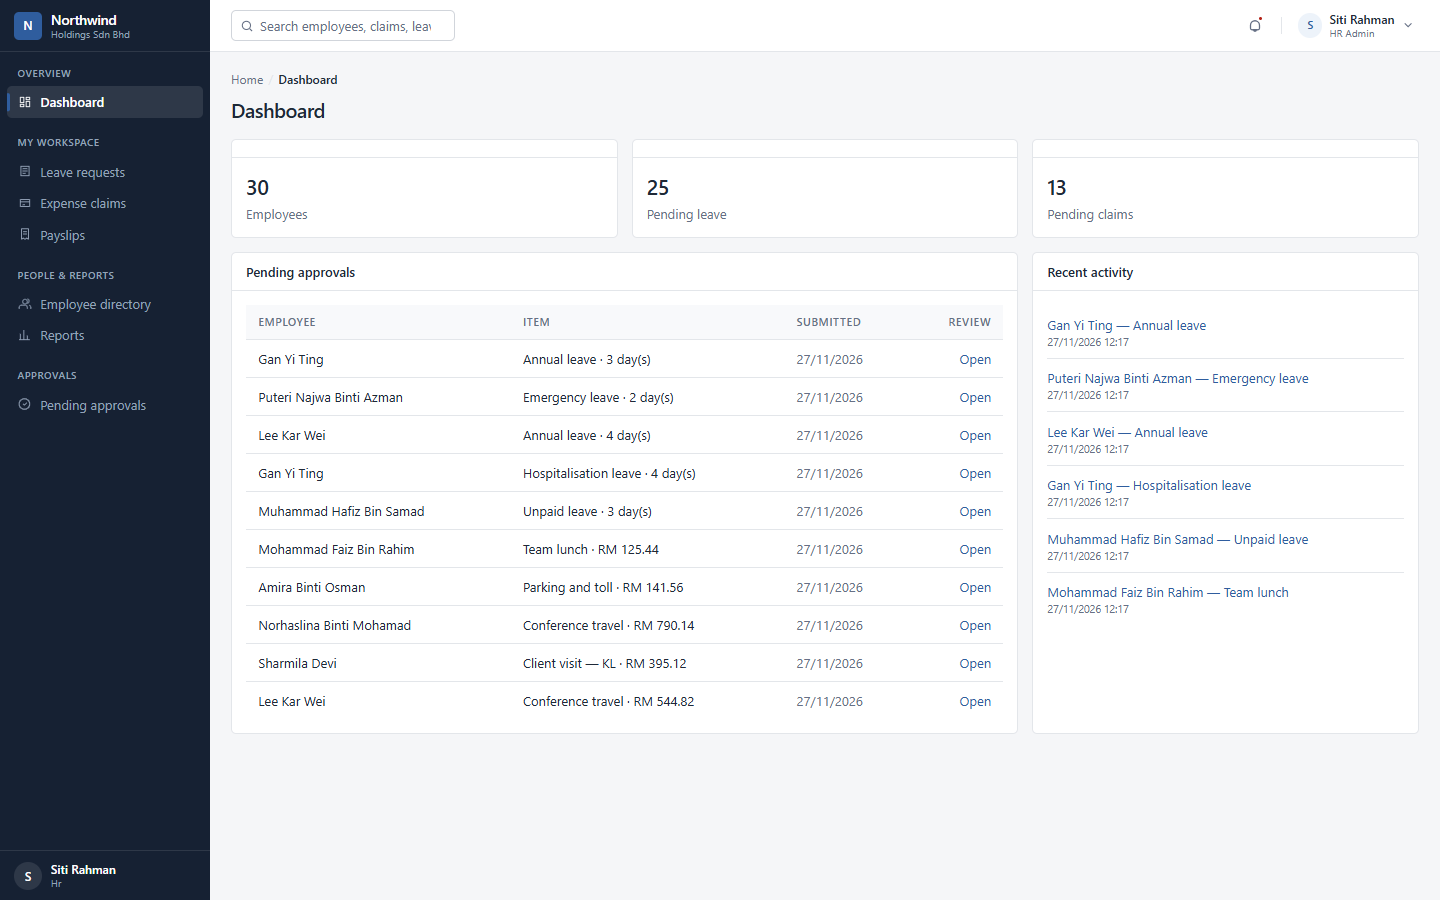 N
Northwind
Holdings Sdn Bhd
OVERVIEW
Dashboard
MY WORKSPACE
Leave requests
Expense claims
Payslips
PEOPLE & REPORTS
Employee directory
Reports
APPROVALS
Pending approvals
S
Siti Rahman
Hr
Search employees, claims, leav
S
Siti Rahman
HR Admin
Home / Dashboard
Dashboard
30
Employees
25
Pending leave
13
Pending claims
Pending approvals
EMPLOYEE ITEM SUBMITTED REVIEW
Gan Yi Ting Annual leave · 3 day(s) 27/11/2026 Open
Puteri Najwa Binti Azman Emergency leave · 2 day(s) 27/11/2026 Open
Lee Kar Wei Annual leave · 4 day(s) 27/11/2026 Open
Gan Yi Ting Hospitalisation leave · 4 day(s) 27/11/2026 Open
Muhammad Hafiz Bin Samad Unpaid leave · 3 day(s) 27/11/2026 Open
Mohammad Faiz Bin Rahim Team lunch · RM 125.44 27/11/2026 Open
Amira Binti Osman Parking and toll · RM 141.56 27/11/2026 Open
Norhaslina Binti Mohamad Conference travel · RM 790.14 27/11/2026 Open
Sharmila Devi Client visit — KL · RM 395.12 27/11/2026 Open
Lee Kar Wei Conference travel · RM 544.82 27/11/2026 Open
Recent activity
Gan Yi Ting — Annual leave
27/11/2026 12:17
Puteri Najwa Binti Azman — Emergency leave
27/11/2026 12:17
Lee Kar Wei — Annual leave
27/11/2026 12:17
Gan Yi Ting — Hospitalisation leave
27/11/2026 12:17
Muhammad Hafiz Bin Samad — Unpaid leave
27/11/2026 12:17
Mohammad Faiz Bin Rahim — Team lunch
27/11/2026 12:17